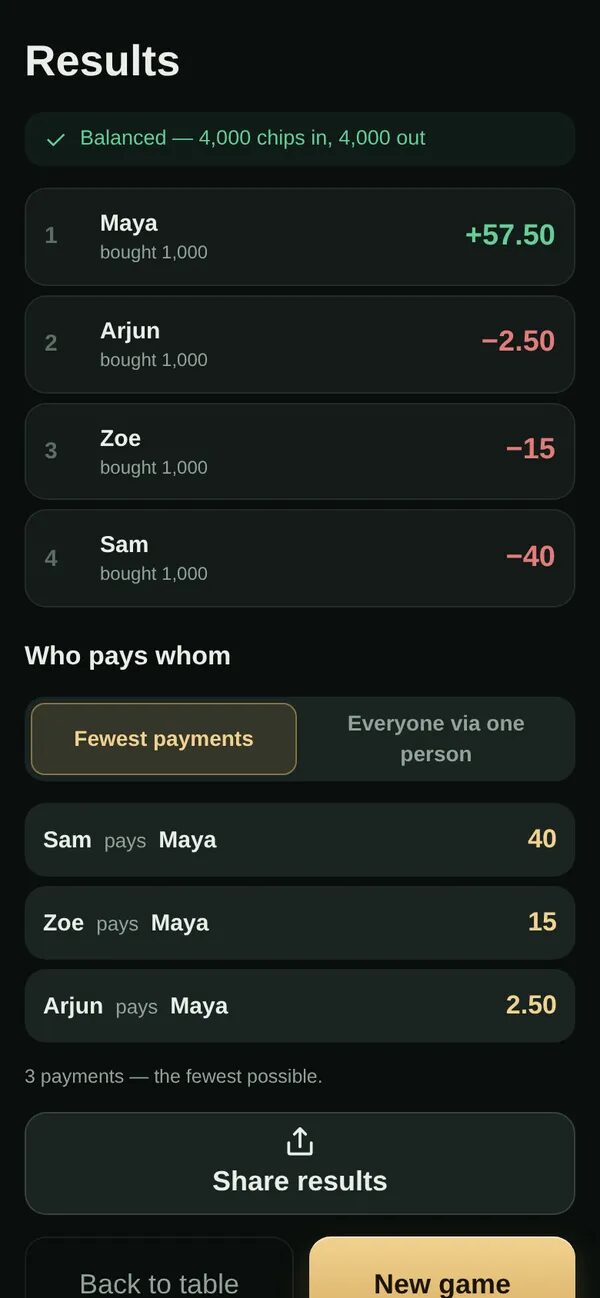 Results
Balanced — 4,000 chips in, 4,000 out
1
Maya
bought 1,000
+57.50
2
Arjun
bought 1,000
−2.50
3
Zoe
bought 1,000
−15
4
Sam
bought 1,000
−40
Who pays whom
Fewest payments
Everyone via one
person
Sam pays Maya
40
Zoe pays Maya
15
Arjun pays Maya
2.50
3 payments — the fewest possible.
Share results
Back to table
New game